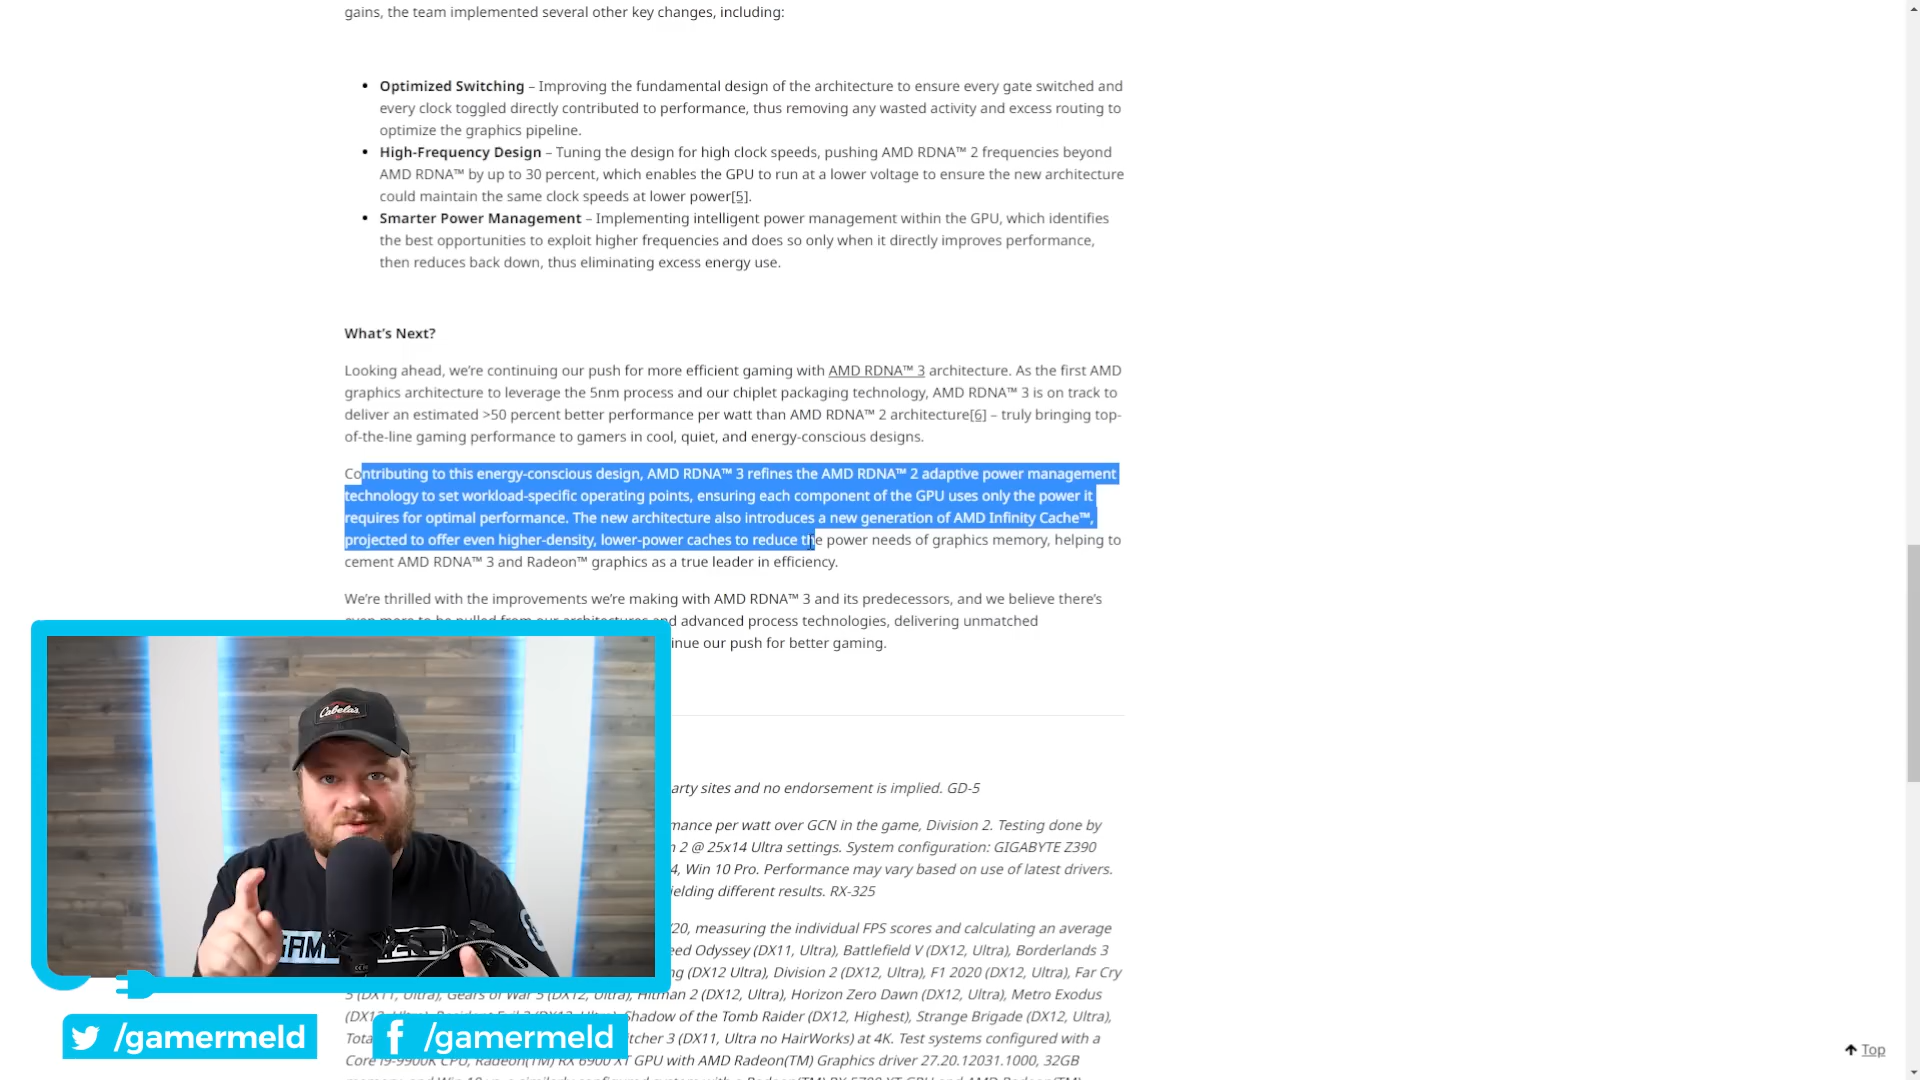 gains, the team implemented several other key changes, including:
• Optimized Switching – Improving the fundamental design of the architecture to ensure every gate switched and
every clock toggled directly contributed to performance, thus removing any wasted activity and excess routing to
optimize the graphics pipeline.
• High-Frequency Design – Tuning the design for high clock speeds, pushing AMD RDNA™ 2 frequencies beyond
AMD RDNA™ by up to 30 percent, which enables the GPU to run at a lower voltage to ensure the new architecture
could maintain the same clock speeds at lower power[5].
• Smarter Power Management – Implementing intelligent power management within the GPU, which identifies
the best opportunities to exploit higher frequencies and does so only when it directly improves performance,
then reduces back down, thus eliminating excess energy use.
What's Next?
Looking ahead, we're continuing our push for more efficient gaming with AMD RDNA™ 3 architecture. As the first AMD
graphics architecture to leverage the 5nm process and our chiplet packaging technology, AMD RDNA™ 3 is on track to
deliver an estimated >50 percent better performance per watt than AMD RDNA™ 2 architecture[6] – truly bringing top-
of-the-line gaming performance to gamers in cool, quiet, and energy-conscious designs.
Contributing to this energy-conscious design, AMD RDNA™ 3 refines the AMD RDNA™ 2 adaptive power management
technology to set workload-specific operating points, ensuring each component of the GPU uses only the power it
requires for optimal performance. The new architecture also introduces a new generation of AMD Infinity Cache™,
projected to offer even higher-density, lower-power caches to reduce the power needs of graphics memory, helping to
cement AMD RDNA™ 3 and Radeon™ graphics as a true leader in efficiency.
We're thrilled with the improvements we're making with AMD RDNA™ 3 and its predecessors, and we believe there's
even more to be pulled from our architectures and advanced process technologies, delivering unmatched
our push for better gaming.
Cabela's
party sites and no endorsement is implied. GD-5
per watt over GCN in the game, Division 2. Testing done by
2 @ 25x14 Ultra settings. System configuration: GIGABYTE Z390
Win 10 Pro. Performance may vary based on use of latest drivers.
yielding different results. RX-325
measuring the individual FPS scores and calculating an average
Odyssey (DX11, Ultra), Battlefield V (DX12, Ultra), Borderlands 3
(DX12 Ultra), Division 2 (DX12, Ultra), F1 2020 (DX12, Ultra), Far Cry
5 (DX11, Ultra), Gears of War 5 (DX12, Ultra), Hitman 2 (DX12, Ultra), Horizon Zero Dawn (DX12, Ultra), Metro Exodus
Shadow of the Tomb Raider (DX12, Highest), Strange Brigade (DX12, Ultra),
(DX11, Ultra no HairWorks) at 4K. Test systems configured with a
Core i9-9900K CPU, Radeon(TM) RX 6900 XT GPU with AMD Radeon(TM) Graphics driver 27.20.12031.1000, 32GB
/gamermeld
/gamermeld
Top